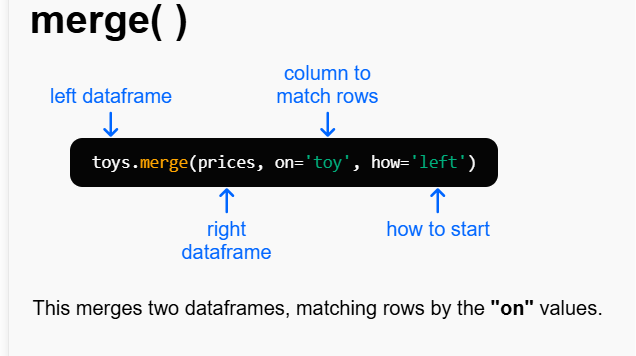 merge( )
column to
left dataframe match rows
toys.merge(prices, on='toy', how='left')
right how to start
dataframe
This merges two dataframes, matching rows by the "on" values.